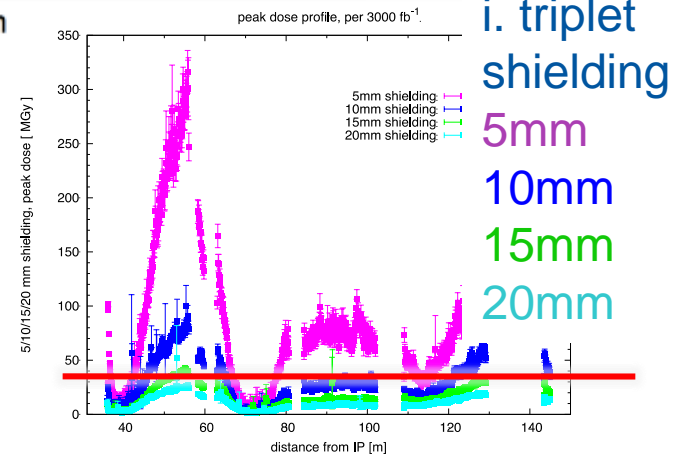 peak dose profile, per 3000 fb-1.
i. triplet
shielding
5mm
10mm
15mm
20mm
5mm shielding
10mm shielding
15mm shielding
20mm shielding
5/10/15/20 mm shielding, peak dose [ MGy ]
350
300
250
200
150
100
50
0
40
60
80
100
120
140
distance from IP [m]